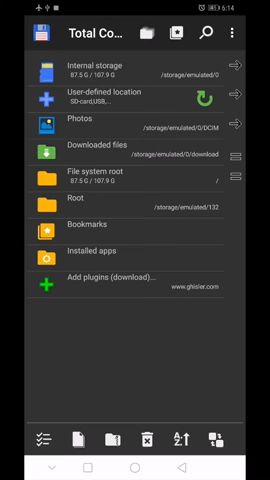 6:14
Total Co...
Internal storage
87.5 G / 107.9 G /storage/emulated/0
User-defined location
SD-card,USB,...
Photos
/storage/emulated/0/DCIM
Downloaded files
/storage/emulated/0/download
File system root
87.5 G / 107.9 G /
Root
/storage/emulated/132
Bookmarks
Installed apps
Add plugins (download)...
www.ghisler.com